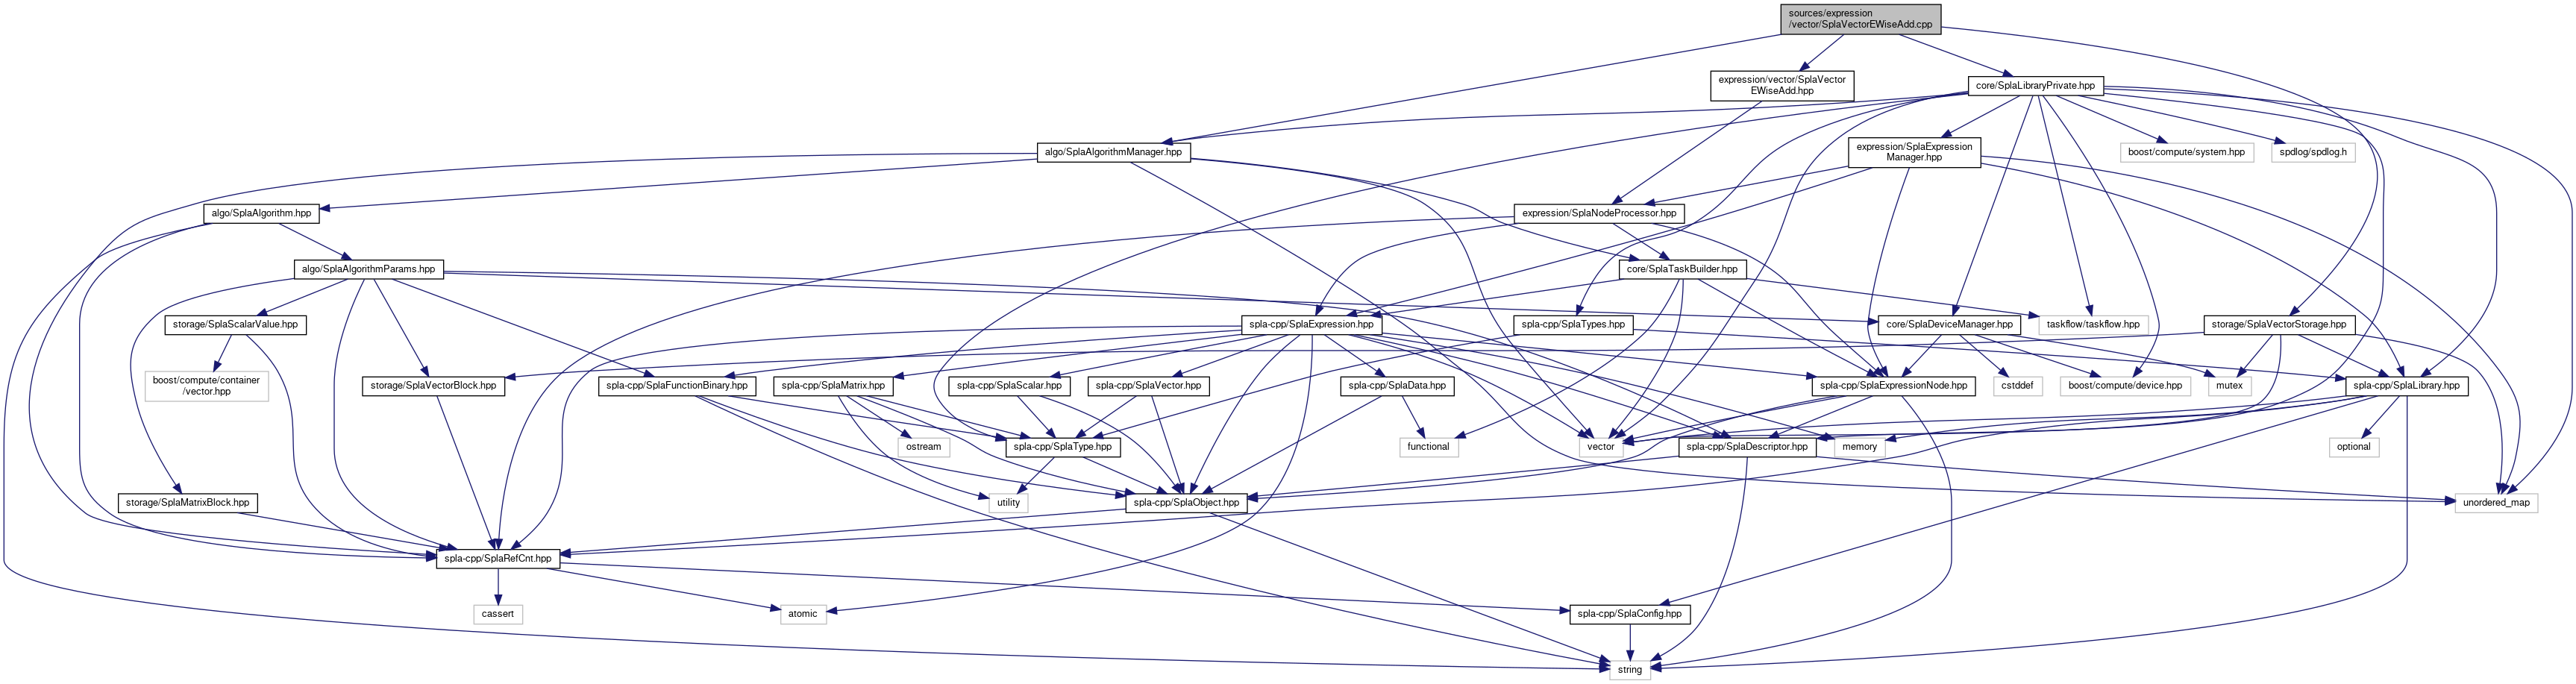 sources/expression
/vector/SplaVectorEWiseAdd.cpp
expression/vector/SplaVector
EWiseAdd.hpp
core/SplaLibraryPrivate.hpp
algo/SplaAlgorithmManager.hpp
expression/SplaExpression
Manager.hpp
boost/compute/system.hpp
spdlog/spdlog.h
algo/SplaAlgorithm.hpp
expression/SplaNodeProcessor.hpp
algo/SplaAlgorithmParams.hpp
core/SplaTaskBuilder.hpp
storage/SplaScalarValue.hpp
spla-cpp/SplaExpression.hpp
spla-cpp/SplaTypes.hpp
core/SplaDeviceManager.hpp
taskflow/taskflow.hpp
storage/SplaVectorStorage.hpp
boost/compute/container
/vector.hpp
storage/SplaVectorBlock.hpp
spla-cpp/SplaFunctionBinary.hpp
spla-cpp/SplaMatrix.hpp
spla-cpp/SplaScalar.hpp
spla-cpp/SplaVector.hpp
spla-cpp/SplaData.hpp
spla-cpp/SplaExpressionNode.hpp
cstddef
boost/compute/device.hpp
mutex
spla-cpp/SplaLibrary.hpp
ostream
spla-cpp/SplaType.hpp
functional
vector
spla-cpp/SplaDescriptor.hpp
memory
optional
storage/SplaMatrixBlock.hpp
utility
spla-cpp/SplaObject.hpp
unordered_map
spla-cpp/SplaRefCnt.hpp
cassert
atomic
spla-cpp/SplaConfig.hpp
string